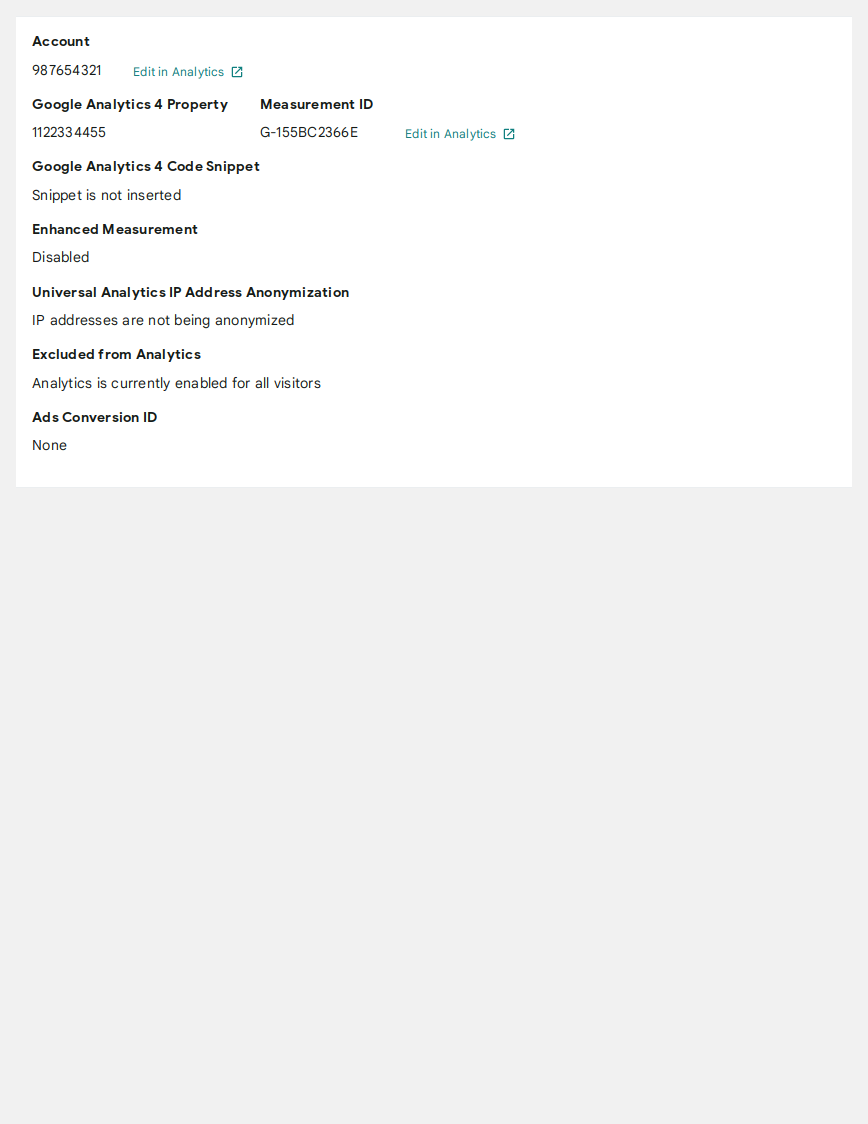 Account
987654321 Edit in Analytics
Google Analytics 4 Property Measurement ID
1122334455 G-155BC2366E Edit in Analytics
Google Analytics 4 Code Snippet
Snippet is not inserted
Enhanced Measurement
Disabled
Universal Analytics IP Address Anonymization
IP addresses are not being anonymized
Excluded from Analytics
Analytics is currently enabled for all visitors
Ads Conversion ID
None